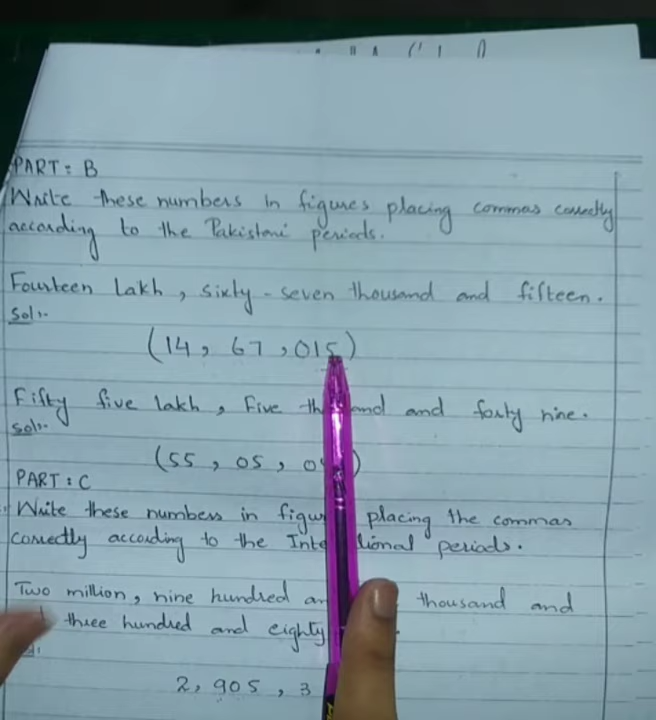 PART: B
Write these numbers in figures placing commas correctly
according to the Pakistani periods.
Fourteen Lakh, sixty-seven thousand and fifteen.
Sol:-
(14, 67, 015)
Fifty five lakh, Five and and forty nine.
Sol:-
(55, 05, 0 )
PART: C
Write these numbers in placing the commas
correctly according to the periods.
Two million, nine hundred thousand and
three hundred and eighty
2, 905, 3